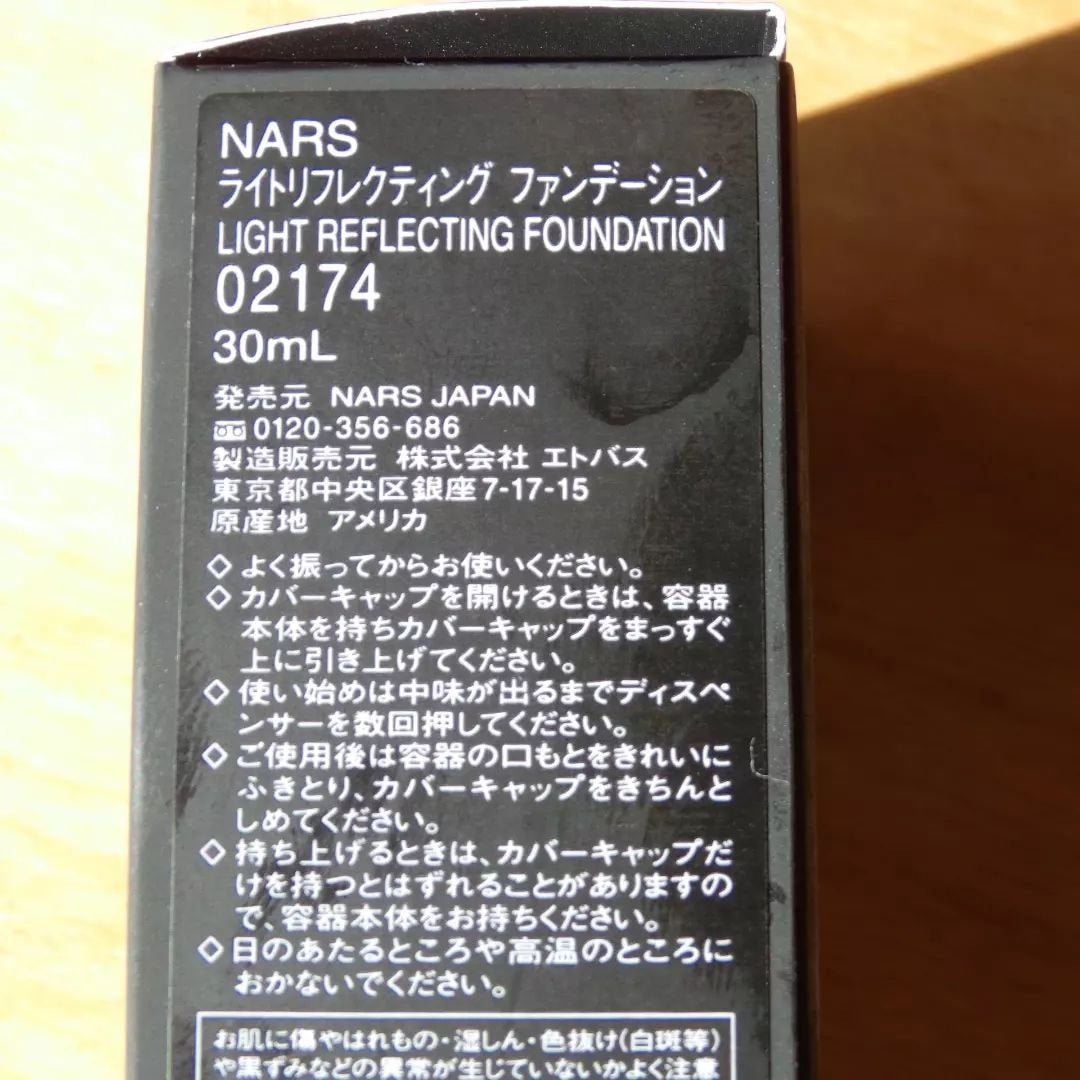 NARS
ライトリフレクティング ファンデーション
LIGHT REFLECTING FOUNDATION
02174
30mL
発売元 NARS JAPAN
0120-356-686
製造販売元 株式会社 エトバス
東京都中央区銀座7-17-15
原産地 アメリカ
◇よく振ってからお使いください。
◇カバーキャップを開けるときは、容器
本体を持ちカバーキャップをまっすぐ
上に引き上げてください。
◇使い始めは中味が出るまでディスペ
ンサーを数回押してください。
◇ご使用後は容器の口もとをきれいに
ふきとり、カバーキャップをきちんと
しめてください。
◇持ち上げるときは、カバーキャップだ
けを持つとはずれることがありますの
で、容器本体をお持ちください。
◇日のあたるところや高温のところに
おかないでください。
お肌に傷やはれもの・湿しん・色抜け(白斑等)
や黒ずみなどの異常が生じていないかよく注意